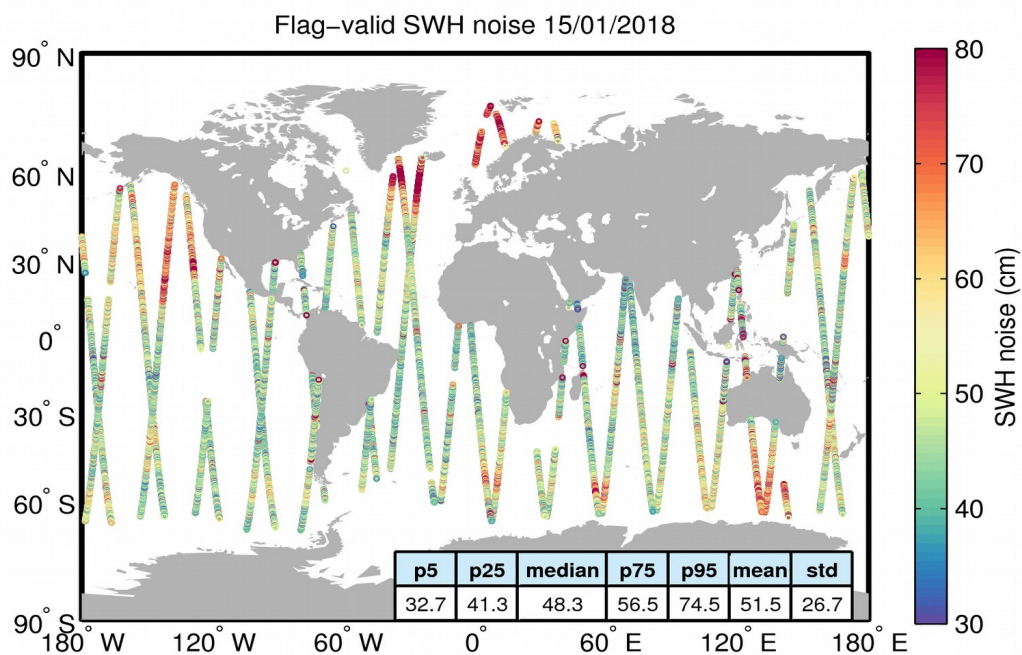 Flag−valid SWH noise 15/01/2018
90° N
60° N
30° N
0°
30° S
60° S
90° S
180° W
120° W
60° W
0°
60° E
120° E
180° E
80
70
60
50
40
30
SWH noise (cm)
p5 p25 median p75 p95 mean std
32.7 41.3 48.3 56.5 74.5 51.5 26.7